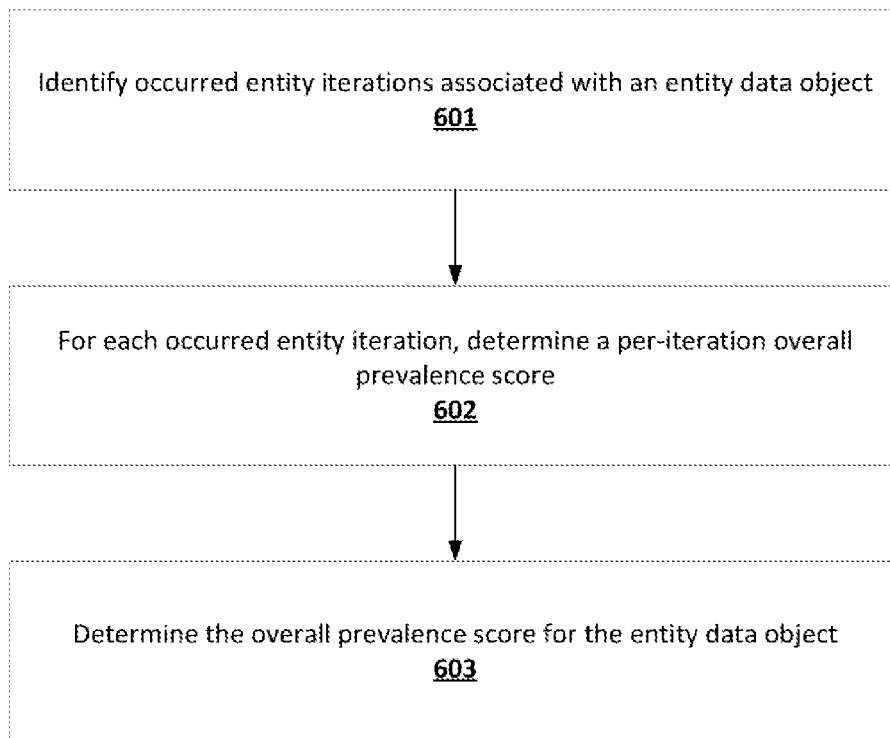 Identify occurred entity iterations associated with an entity data object
601
For each occurred entity iteration, determine a per-iteration overall
prevalence score
602
Determine the overall prevalence score for the entity data object
603